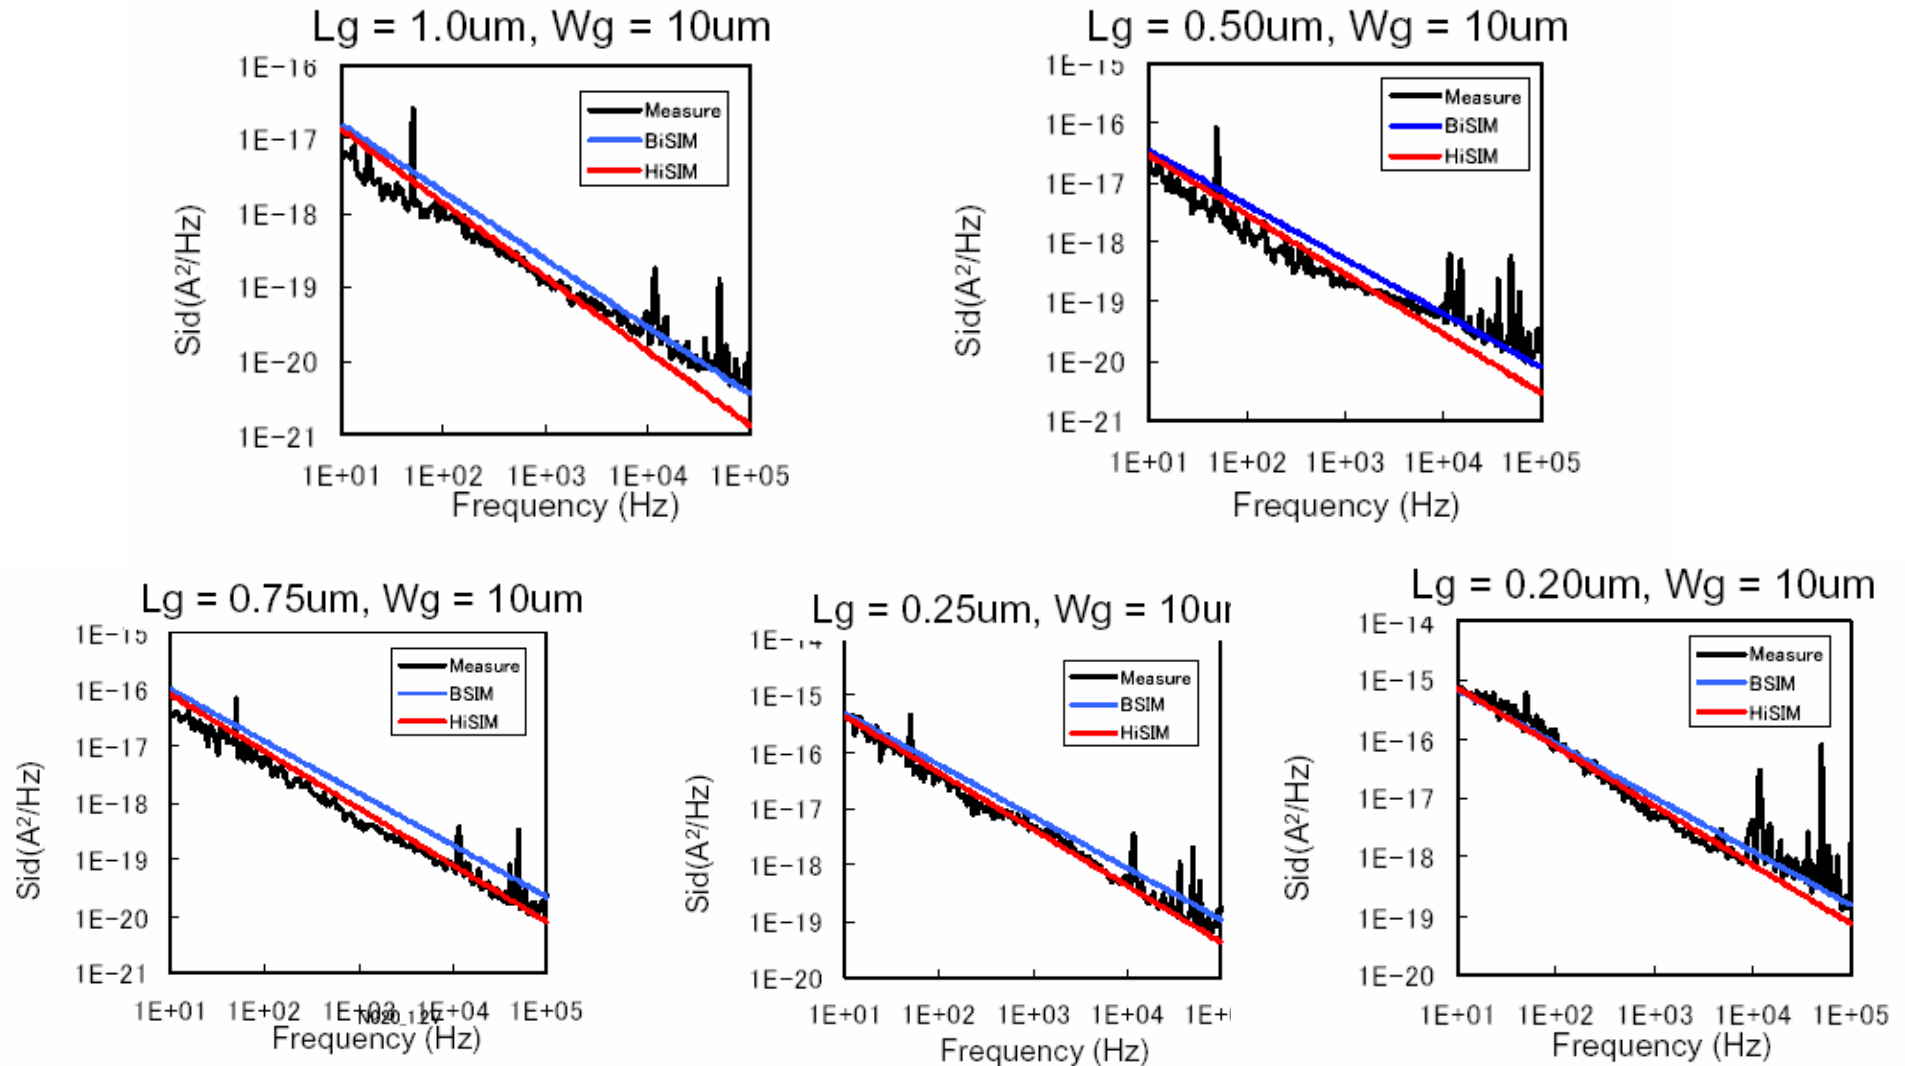 Lg = 1.0um, Wg = 10um
1E-16
1E-17
1E-18
1E-19
1E-20
1E-21
Sid(A²/Hz)
Measure
BiSIM
HiSIM
1E+01 1E+02 1E+03 1E+04 1E+05
Frequency (Hz)
Lg = 0.50um, Wg = 10um
1E-15
1E-16
1E-17
1E-18
1E-19
1E-20
1E-21
Sid(A²/Hz)
Measure
BiSIM
HiSIM
1E+01 1E+02 1E+03 1E+04 1E+05
Frequency (Hz)
Lg = 0.75um, Wg = 10um
1E-15
1E-16
1E-17
1E-18
1E-19
1E-20
1E-21
Sid(A²/Hz)
Measure
BSIM
HiSIM
1E+01 1E+02 1E+03 1E+04 1E+05
Frequency (Hz)
Lg = 0.25um, Wg = 10um
1E-14
1E-15
1E-16
1E-17
1E-18
1E-19
1E-20
Sid(A²/Hz)
Measure
BSIM
HiSIM
1E+01 1E+02 1E+03 1E+04
Frequency (Hz)
Lg = 0.20um, Wg = 10um
1E-14
1E-15
1E-16
1E-17
1E-18
1E-19
1E-20
Sid(A²/Hz)
Measure
BSIM
HiSIM
1E+01 1E+02 1E+03 1E+04 1E+05
Frequency (Hz)